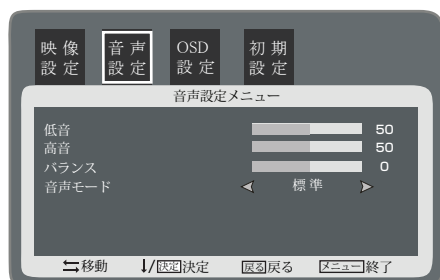 映像 音声 OSD 初期
設定 設定 設定 設定
音声設定メニュー
低音 50
高音 50
バランス 0
音声モード 標準
移動 /決定決定 戻る戻る メニュー終了